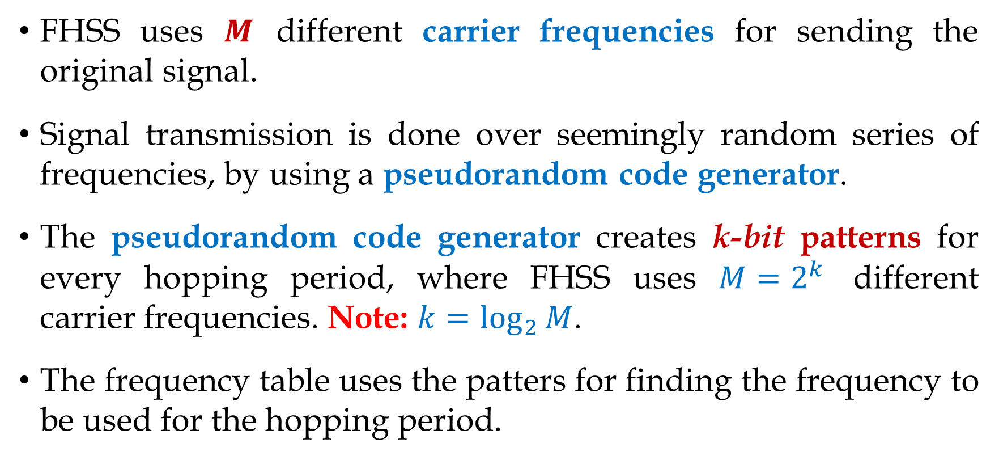 • FHSS uses M different carrier frequencies for sending the
original signal.
• Signal transmission is done over seemingly random series of
frequencies, by using a pseudorandom code generator.
• The pseudorandom code generator creates k-bit patterns for
every hopping period, where FHSS uses M = 2^k different
carrier frequencies. Note: k = log₂ M.
• The frequency table uses the patters for finding the frequency to
be used for the hopping period.